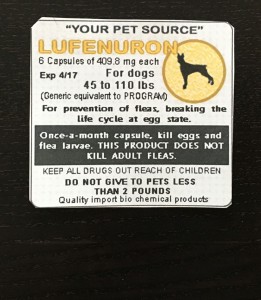 "YOUR PET SOURCE"
LUFENURON
6 Capsules of 409.8 mg each
Exp 4/17 For dogs
45 to 110 lbs
(Generic equivalent to PROGRAM)
For prevention of fleas, breaking the
life cycle at egg state.
Once-a-month capsule, kill eggs and
flea larvae. THIS PRODUCT DOES NOT
KILL ADULT FLEAS.
KEEP ALL DRUGS OUT REACH OF CHILDREN
DO NOT GIVE TO PETS LESS
THAN 2 POUNDS
Quality import bio chemical products